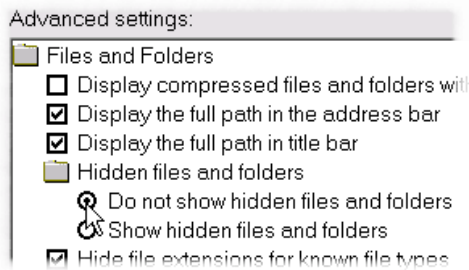 Advanced settings:
Files and Folders
Display compressed files and folders with
Display the full path in the address bar
Display the full path in title bar
Hidden files and folders
Do not show hidden files and folders
Show hidden files and folders
Hide file extensions for known file types